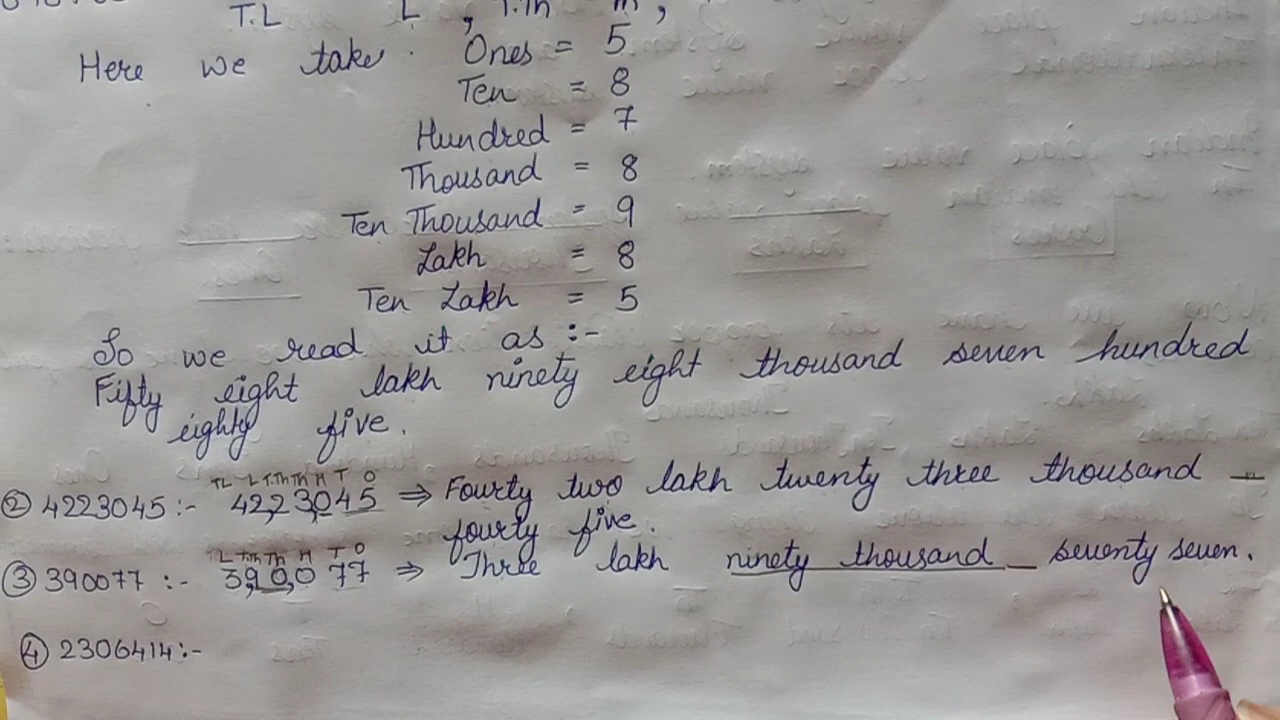 T.L L , T.Th
Here we take Ones = 5
Ten = 8
Hundred = 7
Thousand = 8
Ten Thousand = 9
Lakh = 8
Ten Lakh = 5
So we read it as :-
Fifty eight lakh ninety eight thousand seven hundred
eighty five.
TL L T.Th Th H T O
② 4223045 :- 42,23,045 ⇒ Fourty two lakh twenty three thousand —
fourty five.
L T.Th Th H T O
③ 390077 :- 3,90,077 ⇒ Three lakh ninety thousand _ seventy seven.
④ 2306414 :-